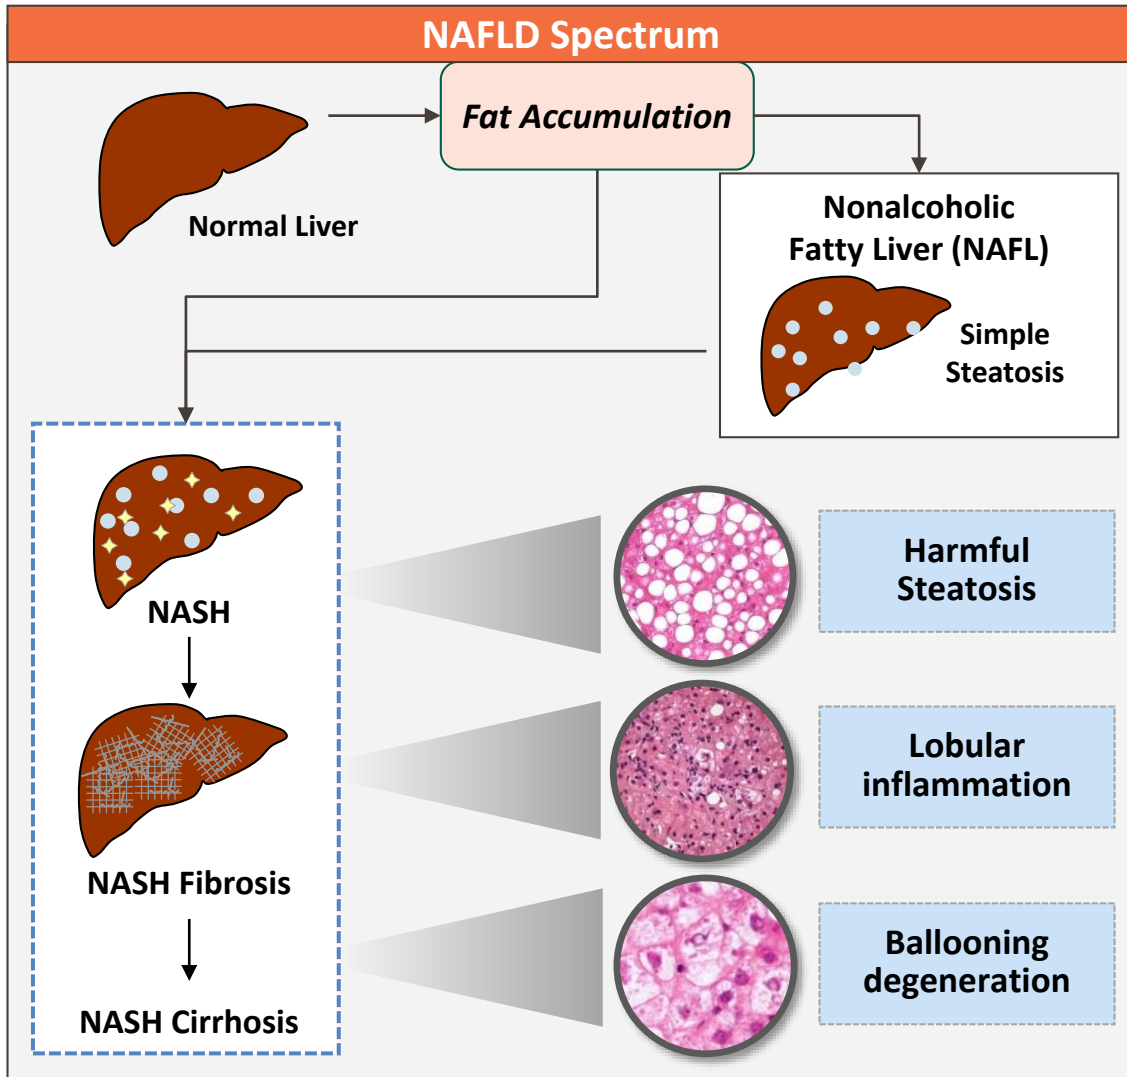 NAFLD Spectrum
Fat Accumulation
Normal Liver
Nonalcoholic
Fatty Liver (NAFL)
Simple
Steatosis
NASH
NASH Fibrosis
NASH Cirrhosis
Harmful
Steatosis
Lobular
inflammation
Ballooning
degeneration